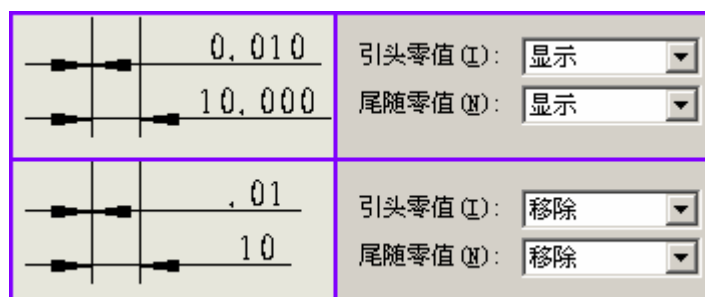 0.010
引头零值(I): 显示
10.000
尾随零值(N): 显示
.01
引头零值(I): 移除
10
尾随零值(N): 移除